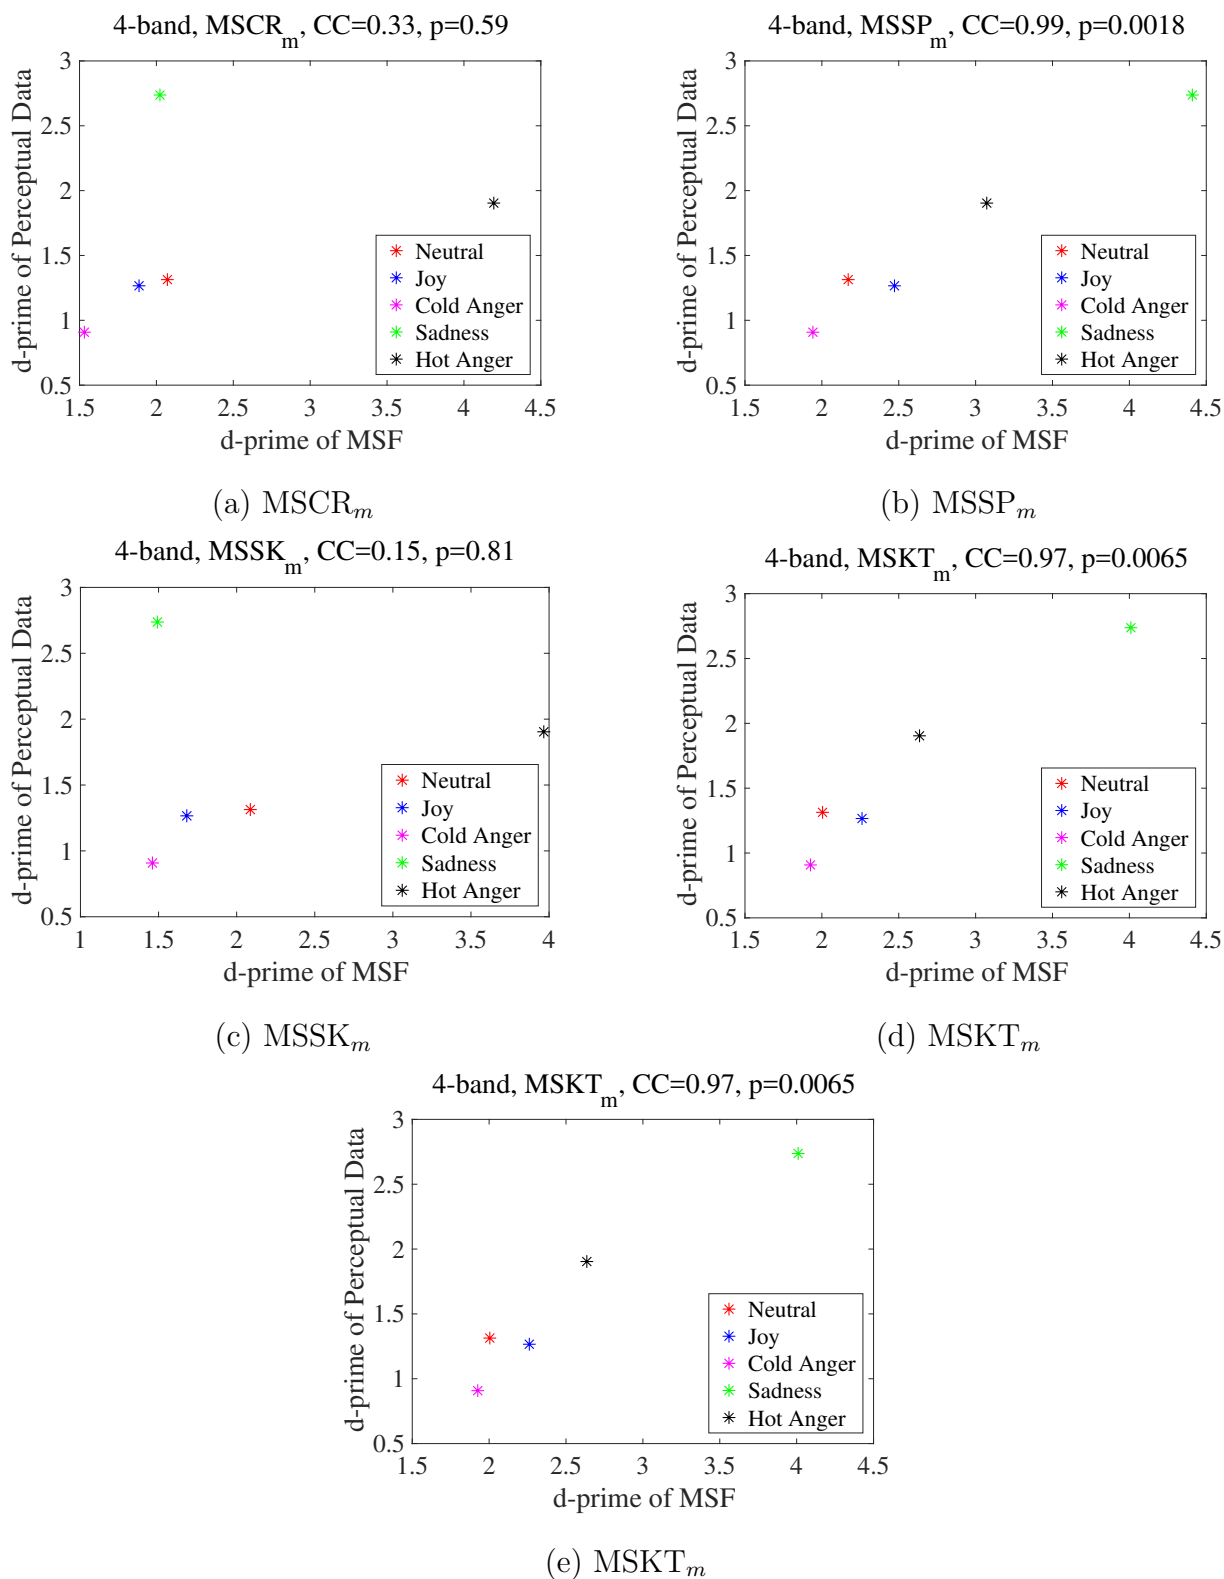 4-band, MSCR_m, CC=0.33, p=0.59
d-prime of Perceptual Data
3
2.5
2
1.5
1
0.5
Neutral
Joy
Cold Anger
Sadness
Hot Anger
1.5 2 2.5 3 3.5 4 4.5
d-prime of MSF
(a) MSCR_m
4-band, MSSP_m, CC=0.99, p=0.0018
d-prime of Perceptual Data
3
2.5
2
1.5
1
0.5
Neutral
Joy
Cold Anger
Sadness
Hot Anger
1.5 2 2.5 3 3.5 4 4.5
d-prime of MSF
(b) MSSP_m
4-band, MSSK_m, CC=0.15, p=0.81
d-prime of Perceptual Data
3
2.5
2
1.5
1
0.5
Neutral
Joy
Cold Anger
Sadness
Hot Anger
1 1.5 2 2.5 3 3.5 4
d-prime of MSF
(c) MSSK_m
4-band, MSKT_m, CC=0.97, p=0.0065
d-prime of Perceptual Data
3
2.5
2
1.5
1
0.5
Neutral
Joy
Cold Anger
Sadness
Hot Anger
1.5 2 2.5 3 3.5 4 4.5
d-prime of MSF
(d) MSKT_m
4-band, MSKT_m, CC=0.97, p=0.0065
d-prime of Perceptual Data
3
2.5
2
1.5
1
0.5
Neutral
Joy
Cold Anger
Sadness
Hot Anger
1.5 2 2.5 3 3.5 4 4.5
d-prime of MSF
(e) MSKT_m